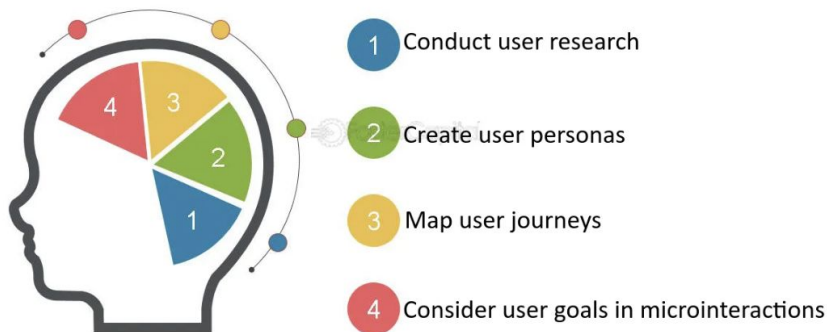 1 Conduct user research
4
3
2
2 Create user personas
1
3 Map user journeys
4 Consider user goals in microinteractions